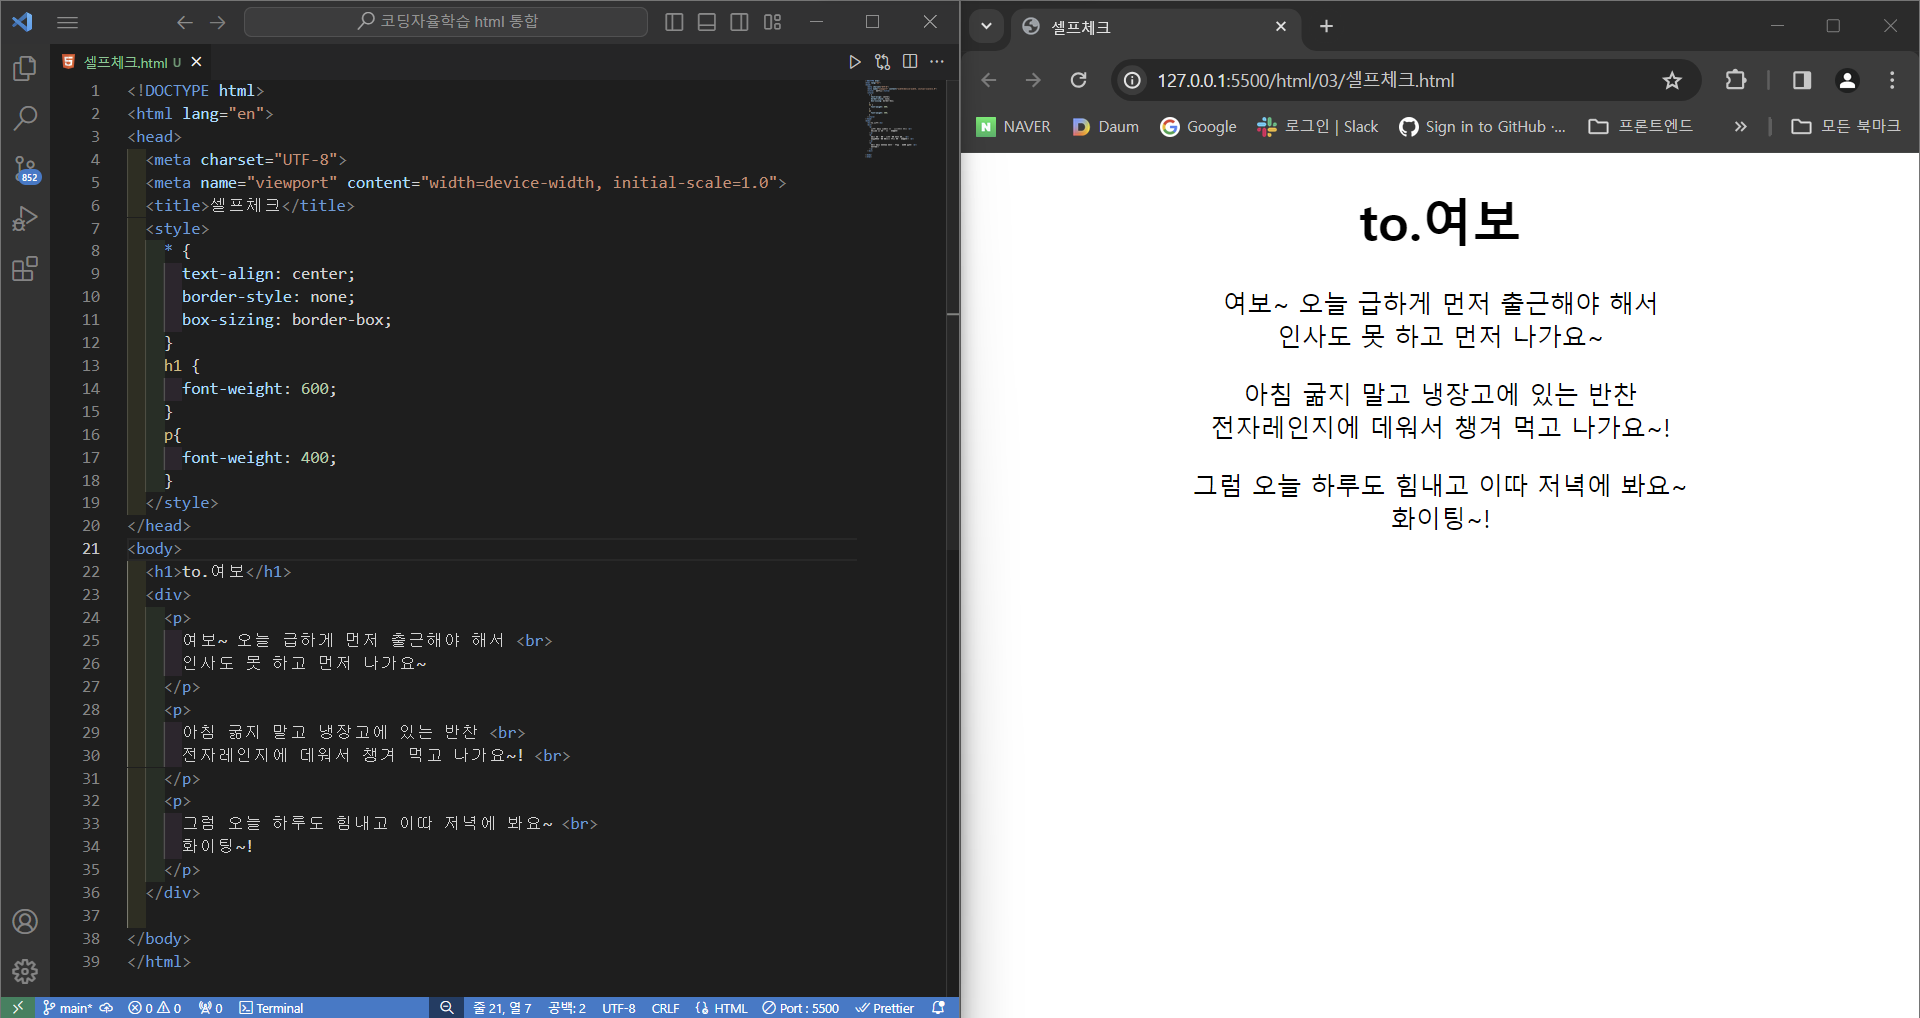 코딩자율학습 html 통합
셀프체크.html U
1 <!DOCTYPE html>
2 <html lang="en">
3 <head>
4 <meta charset="UTF-8">
5 <meta name="viewport" content="width=device-width, initial-scale=1.0">
6 <title>셀프체크</title>
7 <style>
8 * {
9 text-align: center;
10 border-style: none;
11 box-sizing: border-box;
12 }
13 h1 {
14 font-weight: 600;
15 }
16 p{
17 font-weight: 400;
18 }
19 </style>
20 </head>
21 <body>
22 <h1>to.여보</h1>
23 <div>
24 <p>
25 여보~ 오늘 급하게 먼저 출근해야 해서 <br>
26 인사도 못 하고 먼저 나가요~
27 </p>
28 <p>
29 아침 굶지 말고 냉장고에 있는 반찬 <br>
30 전자레인지에 데워서 챙겨 먹고 나가요~! <br>
31 </p>
32 <p>
33 그럼 오늘 하루도 힘내고 이따 저녁에 봐요~ <br>
34 화이팅~!
35 </p>
36 </div>
37
38 </body>
39 </html>
852
main* 0 0 0 Terminal 줄 21, 열 7 공백: 2 UTF-8 CRLF HTML Port : 5500 Prettier
셀프체크
127.0.0.1:5500/html/03/셀프체크.html
NAVER Daum Google 로그인 | Slack Sign in to GitHub ·... 프론트엔드 » 모든 북마크
to.여보
여보~ 오늘 급하게 먼저 출근해야 해서
인사도 못 하고 먼저 나가요~
아침 굶지 말고 냉장고에 있는 반찬
전자레인지에 데워서 챙겨 먹고 나가요~!
그럼 오늘 하루도 힘내고 이따 저녁에 봐요~
화이팅~!